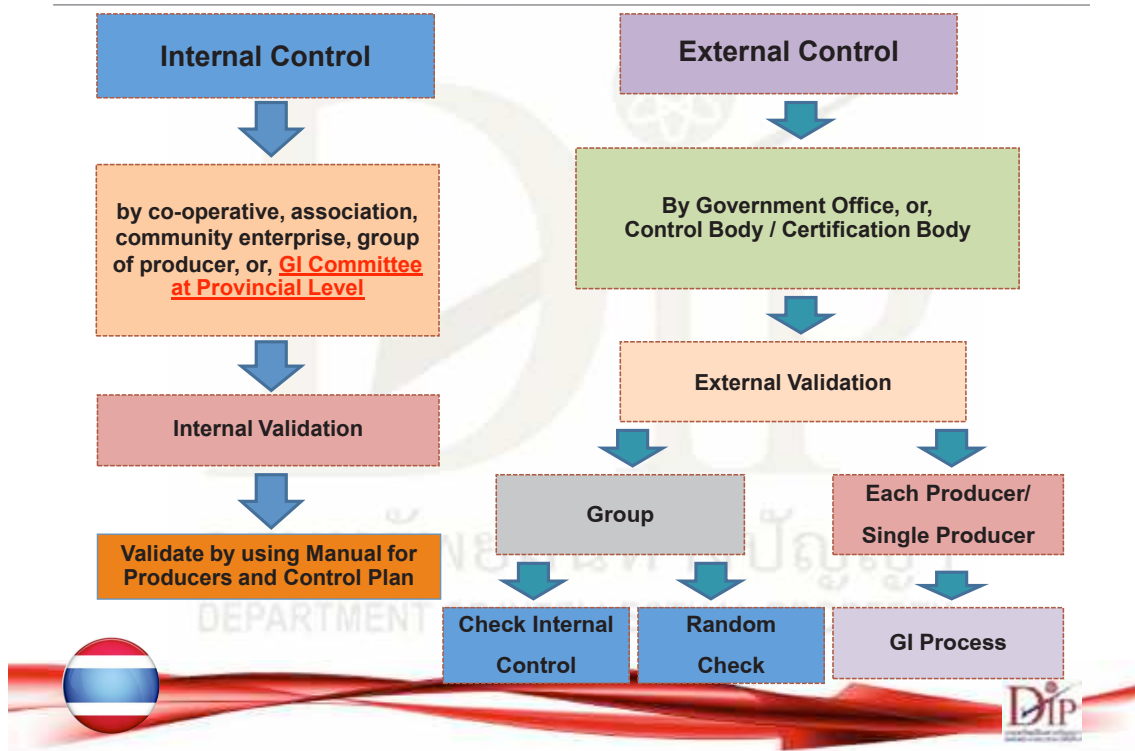 Internal Control
External Control
by co-operative, association,
community enterprise, group
of producer, or, GI Committee
at Provincial Level
By Government Office, or,
Control Body / Certification Body
Internal Validation
External Validation
Validate by using Manual for
Producers and Control Plan
Group
Each Producer/
Single Producer
Check Internal
Control
Random
Check
GI Process
DEPARTMENT
DIP